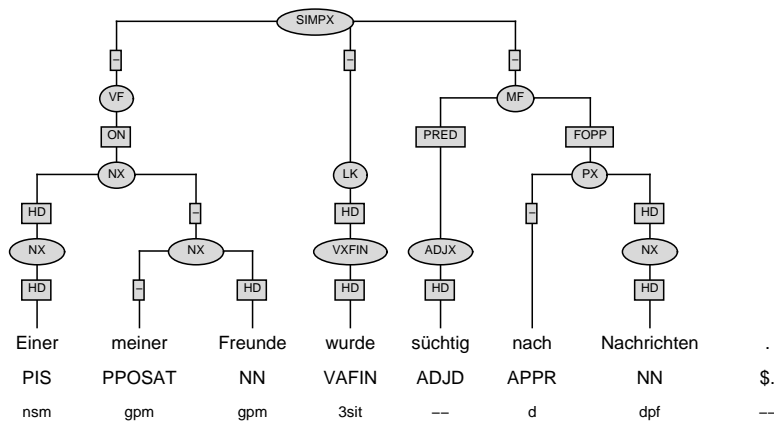 SIMPX
– – –
VF MF
ON PRED FOPP
NX LK PX
HD – HD – HD
NX NX VXFIN ADJX NX
HD – HD HD HD HD
Einer meiner Freunde wurde süchtig nach Nachrichten .
PIS PPOSAT NN VAFIN ADJD APPR NN $.
nsm gpm gpm 3sit –– d dpf ––